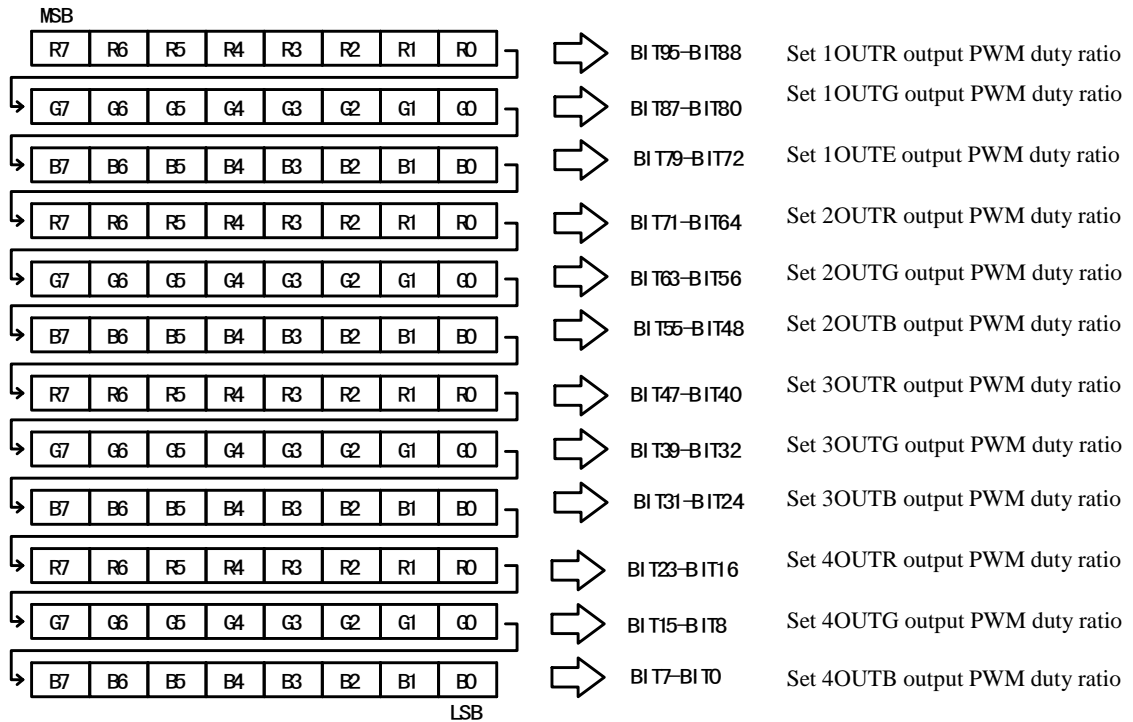 MSB
R7 R6 R5 R4 R3 R2 R1 R0 BIT95-BIT88 Set 1OUTR output PWM duty ratio
G7 G6 G5 G4 G3 G2 G1 G0 BIT87-BIT80 Set 1OUTG output PWM duty ratio
B7 B6 B5 B4 B3 B2 B1 B0 BIT79-BIT72 Set 1OUTE output PWM duty ratio
R7 R6 R5 R4 R3 R2 R1 R0 BIT71-BIT64 Set 2OUTR output PWM duty ratio
G7 G6 G5 G4 G3 G2 G1 G0 BIT63-BIT56 Set 2OUTG output PWM duty ratio
B7 B6 B5 B4 B3 B2 B1 B0 BIT55-BIT48 Set 2OUTB output PWM duty ratio
R7 R6 R5 R4 R3 R2 R1 R0 BIT47-BIT40 Set 3OUTR output PWM duty ratio
G7 G6 G5 G4 G3 G2 G1 G0 BIT39-BIT32 Set 3OUTG output PWM duty ratio
B7 B6 B5 B4 B3 B2 B1 B0 BIT31-BIT24 Set 3OUTB output PWM duty ratio
R7 R6 R5 R4 R3 R2 R1 R0 BIT23-BIT16 Set 4OUTR output PWM duty ratio
G7 G6 G5 G4 G3 G2 G1 G0 BIT15-BIT8 Set 4OUTG output PWM duty ratio
B7 B6 B5 B4 B3 B2 B1 B0 BIT7-BIT0 Set 4OUTB output PWM duty ratio
LSB